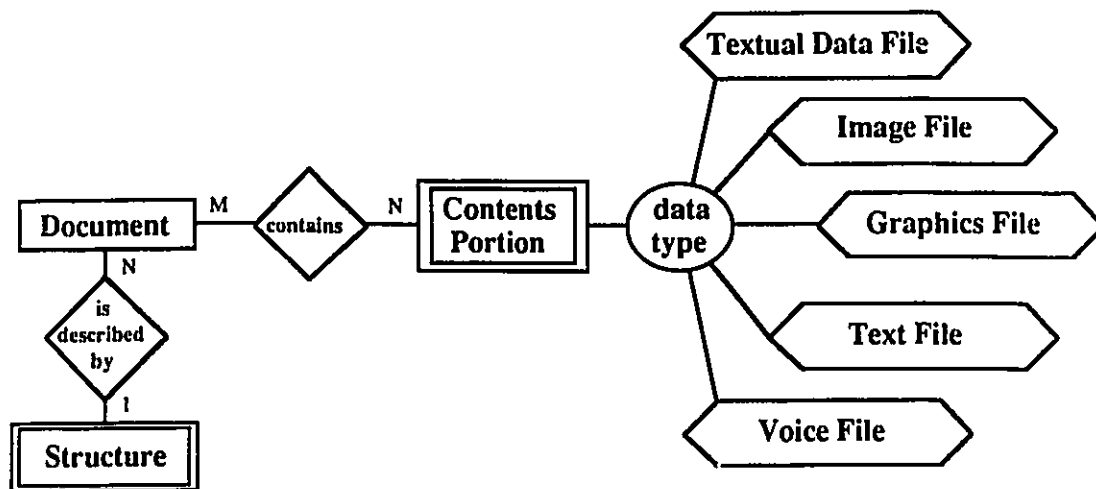 Textual Data File
Image File
M
N
Contents
Portion
data
type
Graphics File
Document
contains
N
is
described
by
Text File
1
Structure
Voice File